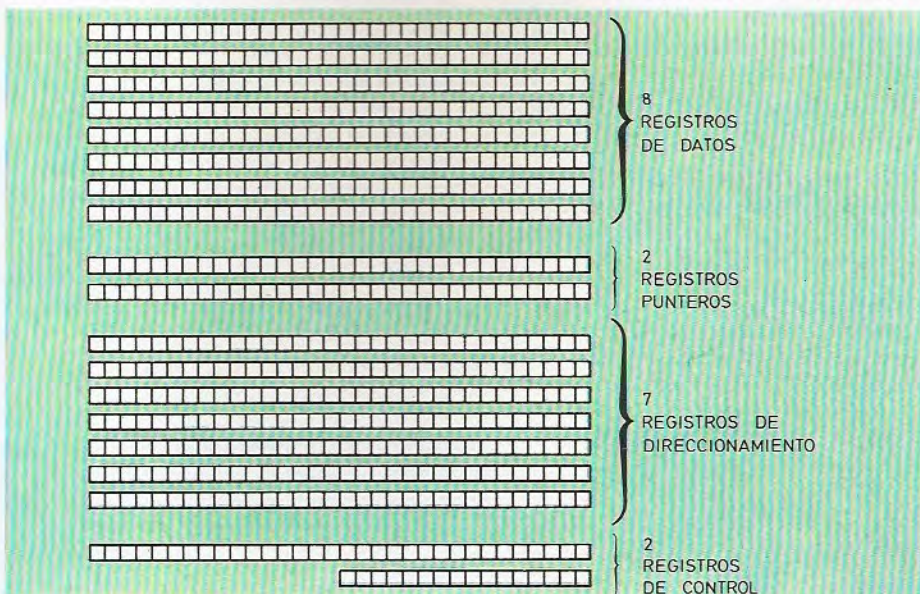 8
REGISTROS
DE DATOS
2
REGISTROS
PUNTEROS
7
REGISTROS DE
DIRECCIONAMIENTO
2
REGISTROS
DE CONTROL